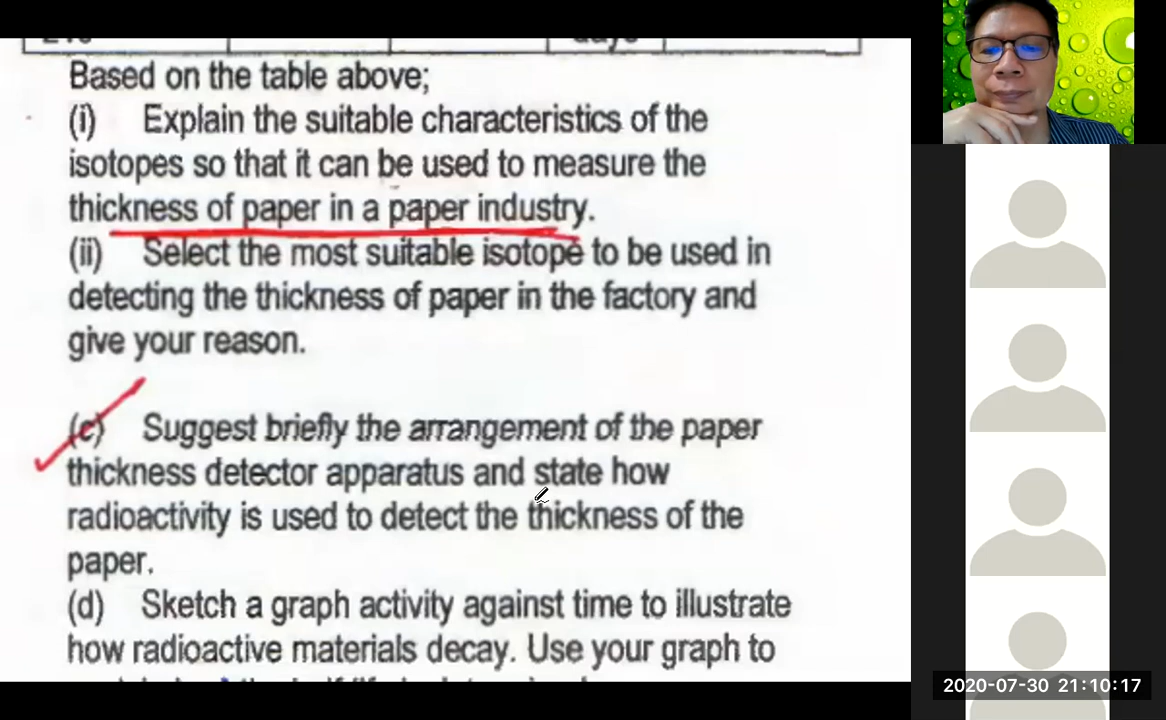 Based on the table above;
(i) Explain the suitable characteristics of the
isotopes so that it can be used to measure the
thickness of paper in a paper industry.
(ii) Select the most suitable isotope to be used in
detecting the thickness of paper in the factory and
give your reason.
(c) Suggest briefly the arrangement of the paper
thickness detector apparatus and state how
radioactivity is used to detect the thickness of the
paper.
(d) Sketch a graph activity against time to illustrate
how radioactive materials decay. Use your graph to
2020-07-30 21:10:17